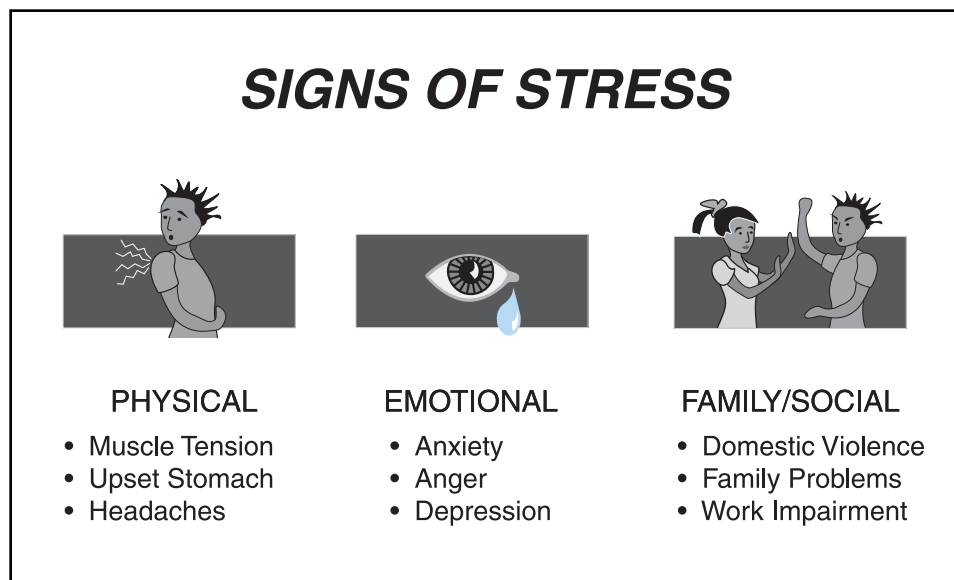 SIGNS OF STRESS
PHYSICAL
• Muscle Tension
• Upset Stomach
• Headaches
EMOTIONAL
• Anxiety
• Anger
• Depression
FAMILY/SOCIAL
• Domestic Violence
• Family Problems
• Work Impairment